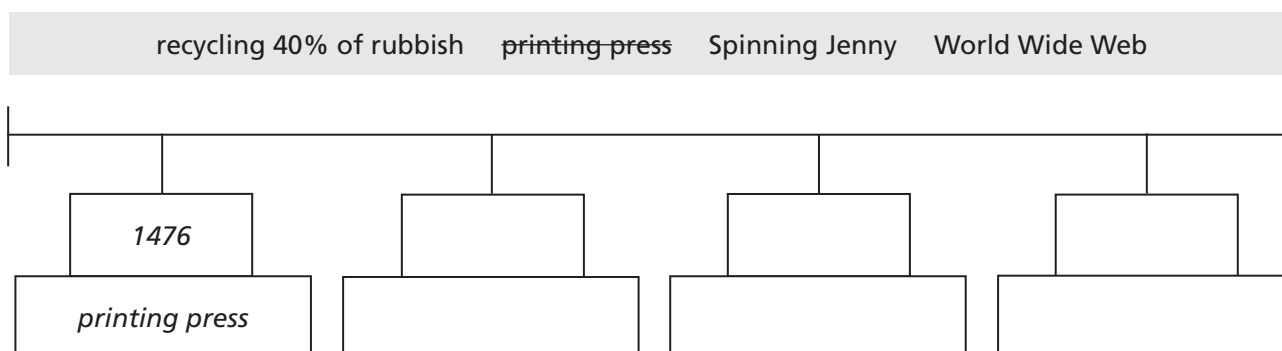 recycling 40% of rubbish printing press Spinning Jenny World Wide Web
1476
printing press